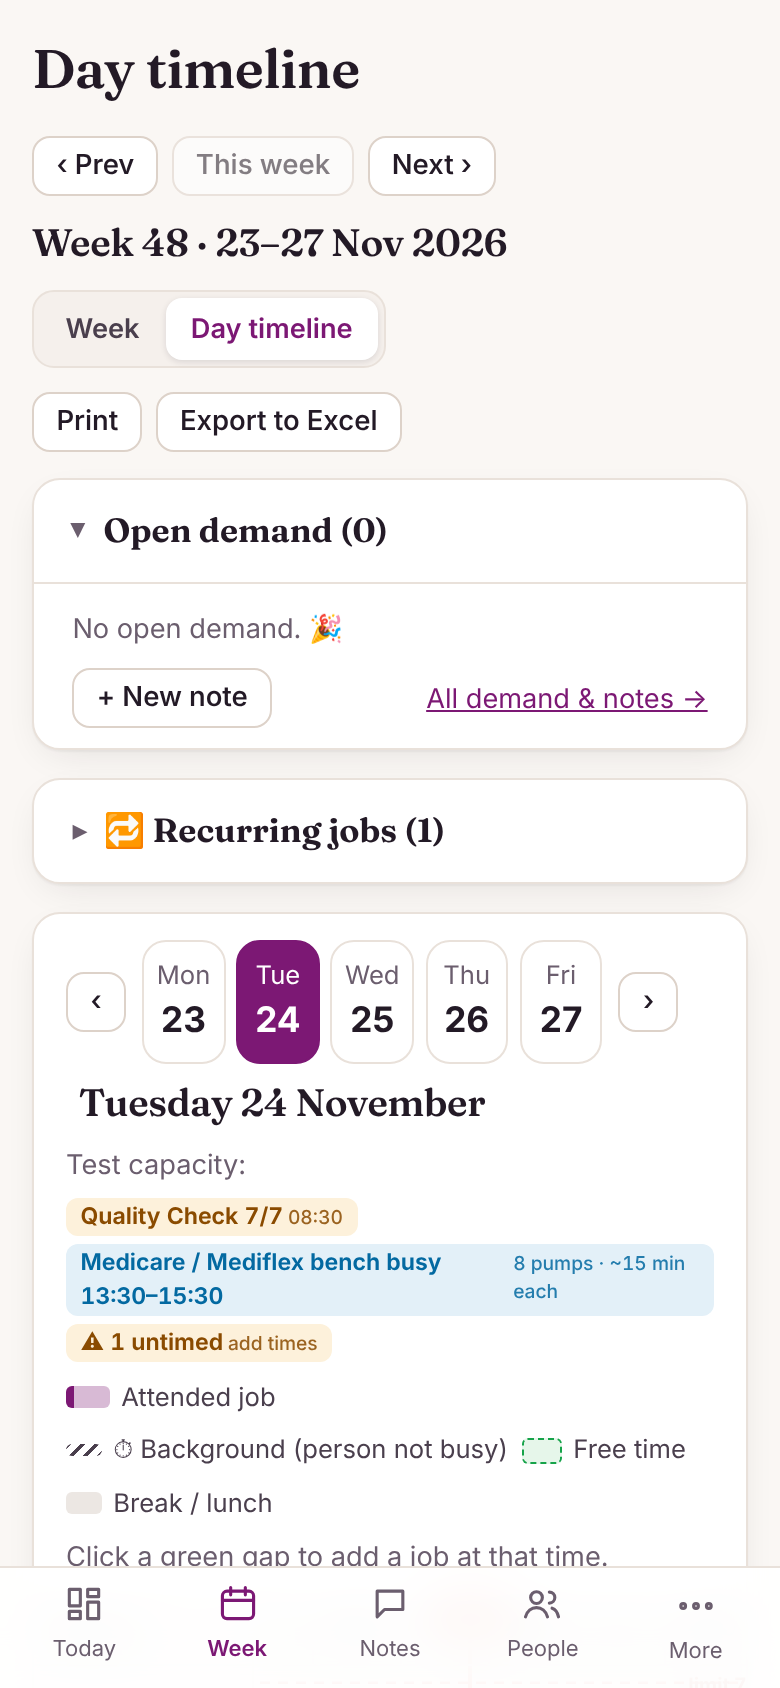 Day timeline
‹ Prev
This week
Next ›
Week 48 · 23–27 Nov 2026
Week
Day timeline
Print
Export to Excel
▼ Open demand (0)
No open demand. 🎉
+ New note
All demand & notes →
▶ 🔁 Recurring jobs (1)
‹
Mon
23
Tue
24
Wed
25
Thu
26
Fri
27
›
Tuesday 24 November
Test capacity:
Quality Check 7/7 08:30
Medicare / Mediflex bench busy
13:30–15:30
8 pumps · ~15 min
each
⚠ 1 untimed add times
Attended job
⏱ Background (person not busy)
Free time
Break / lunch
Click a green gap to add a job at that time.
Today
Week
Notes
People
More